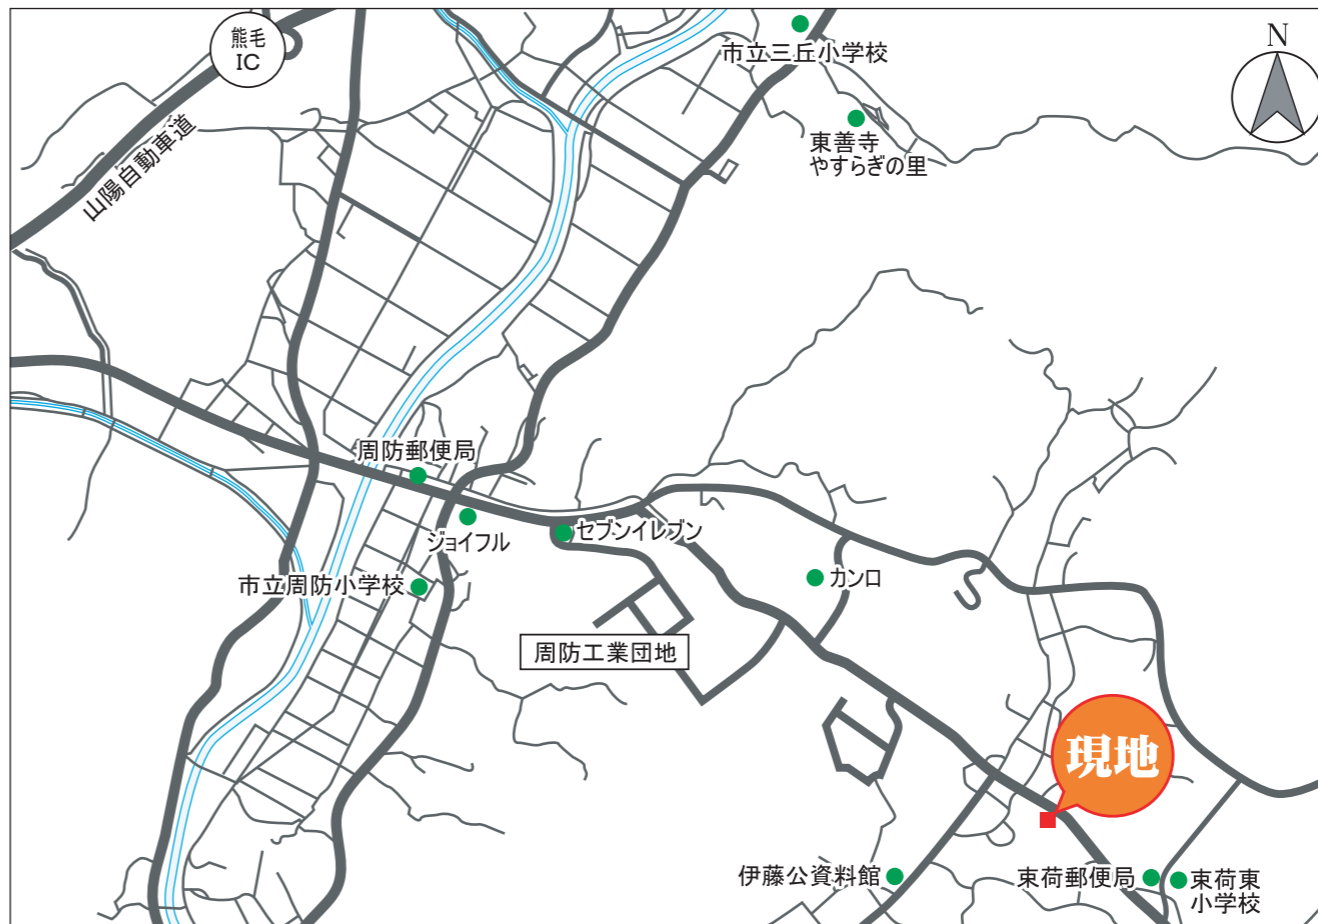 熊毛
IC
市立三丘小学校
N
山陽自動車道
東善寺
やすらぎの里
周防郵便局
ジョイフル
セブンイレブン
市立周防小学校
カンロ
周防工業団地
現地
伊藤公資料館
束荷郵便局
束荷東
小学校